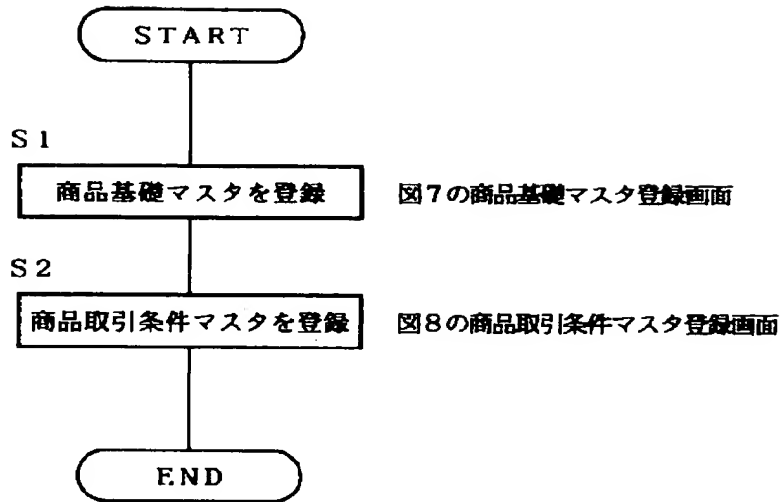 START
S1
商品基礎マスタを登録
図7の商品基礎マスタ登録画面
S2
商品取引条件マスタを登録
図8の商品取引条件マスタ登録画面
END